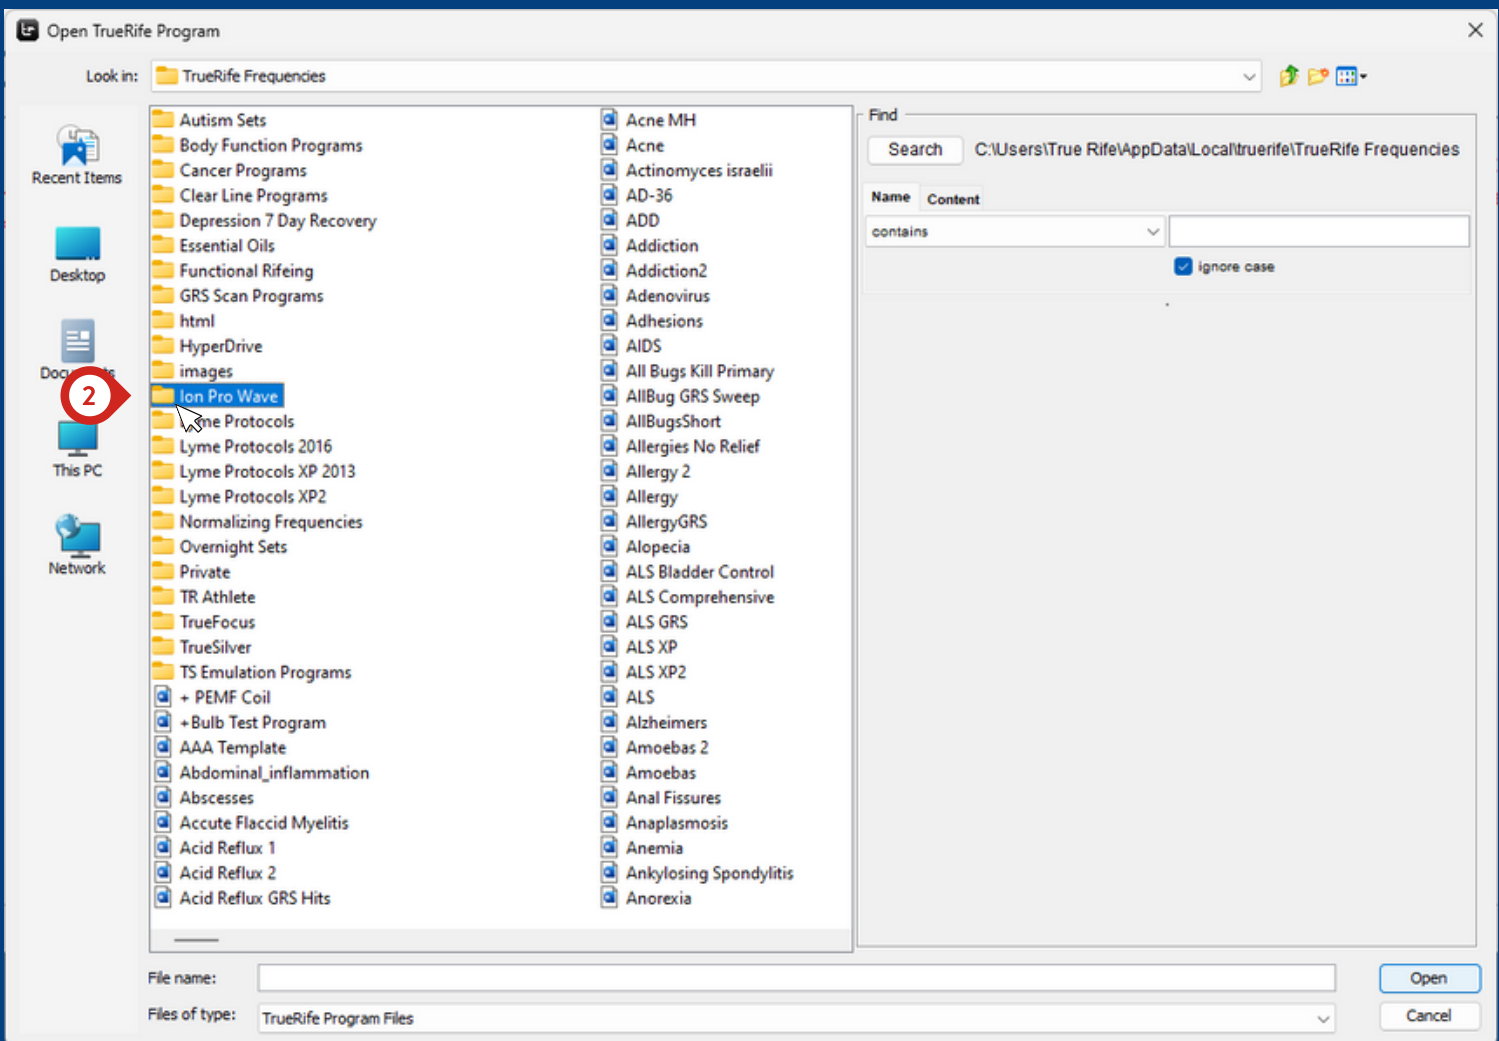 Open TrueRife Program
Look in:
TrueRife Frequencies
Recent Items
Desktop
This PC
Network
2
Autism Sets
Body Function Programs
Cancer Programs
Clear Line Programs
Depression 7 Day Recovery
Essential Oils
Functional Rifeing
GRS Scan Programs
html
HyperDrive
images
Ion Pro Wave
Protocols
Lyme Protocols 2016
Lyme Protocols XP 2013
Lyme Protocols XP2
Normalizing Frequencies
Overnight Sets
Private
TR Athlete
TrueFocus
TrueSilver
TS Emulation Programs
+ PEMF Coil
+Bulb Test Program
AAA Template
Abdominal_inflammation
Abscesses
Accute Flaccid Myelitis
Acid Reflux 1
Acid Reflux 2
Acid Reflux GRS Hits
Acne MH
Acne
Actinomyces israelii
AD-36
ADD
Addiction
Addiction2
Adenovirus
Adhesions
AIDS
All Bugs Kill Primary
AllBug GRS Sweep
AllBugsShort
Allergies No Relief
Allergy 2
Allergy
AllergyGRS
Alopecia
ALS Bladder Control
ALS Comprehensive
ALS GRS
ALS XP
ALS XP2
ALS
Alzheimers
Amoebas 2
Amoebas
Anal Fissures
Anaplasmosis
Anemia
Ankylosing Spondylitis
Anorexia
Find
Search C:\Users\True Rife\AppData\Local\truerife\TrueRife Frequencies
Name Content
contains
ignore case
File name:
Open
Files of type: TrueRife Program Files
Cancel